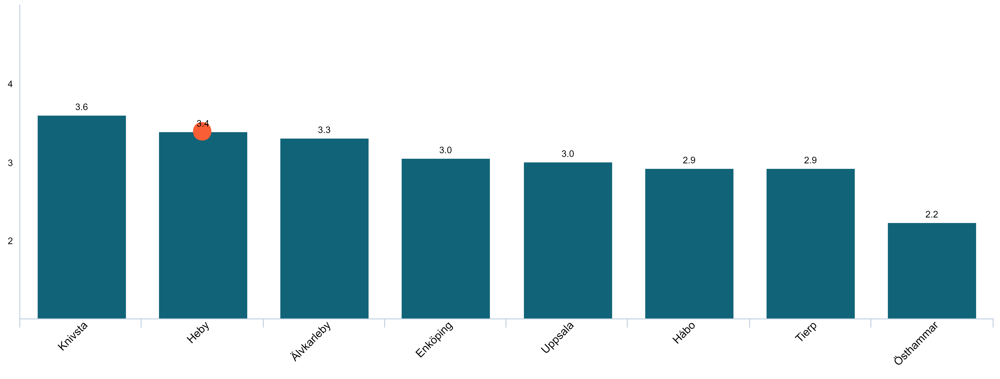 4
3
2
3.6
3.4
3.3
3.0
3.0
2.9
2.9
2.2
Knivsta
Heby
Älvkarleby
Enköping
Uppsala
Håbo
Tierp
Östhammar